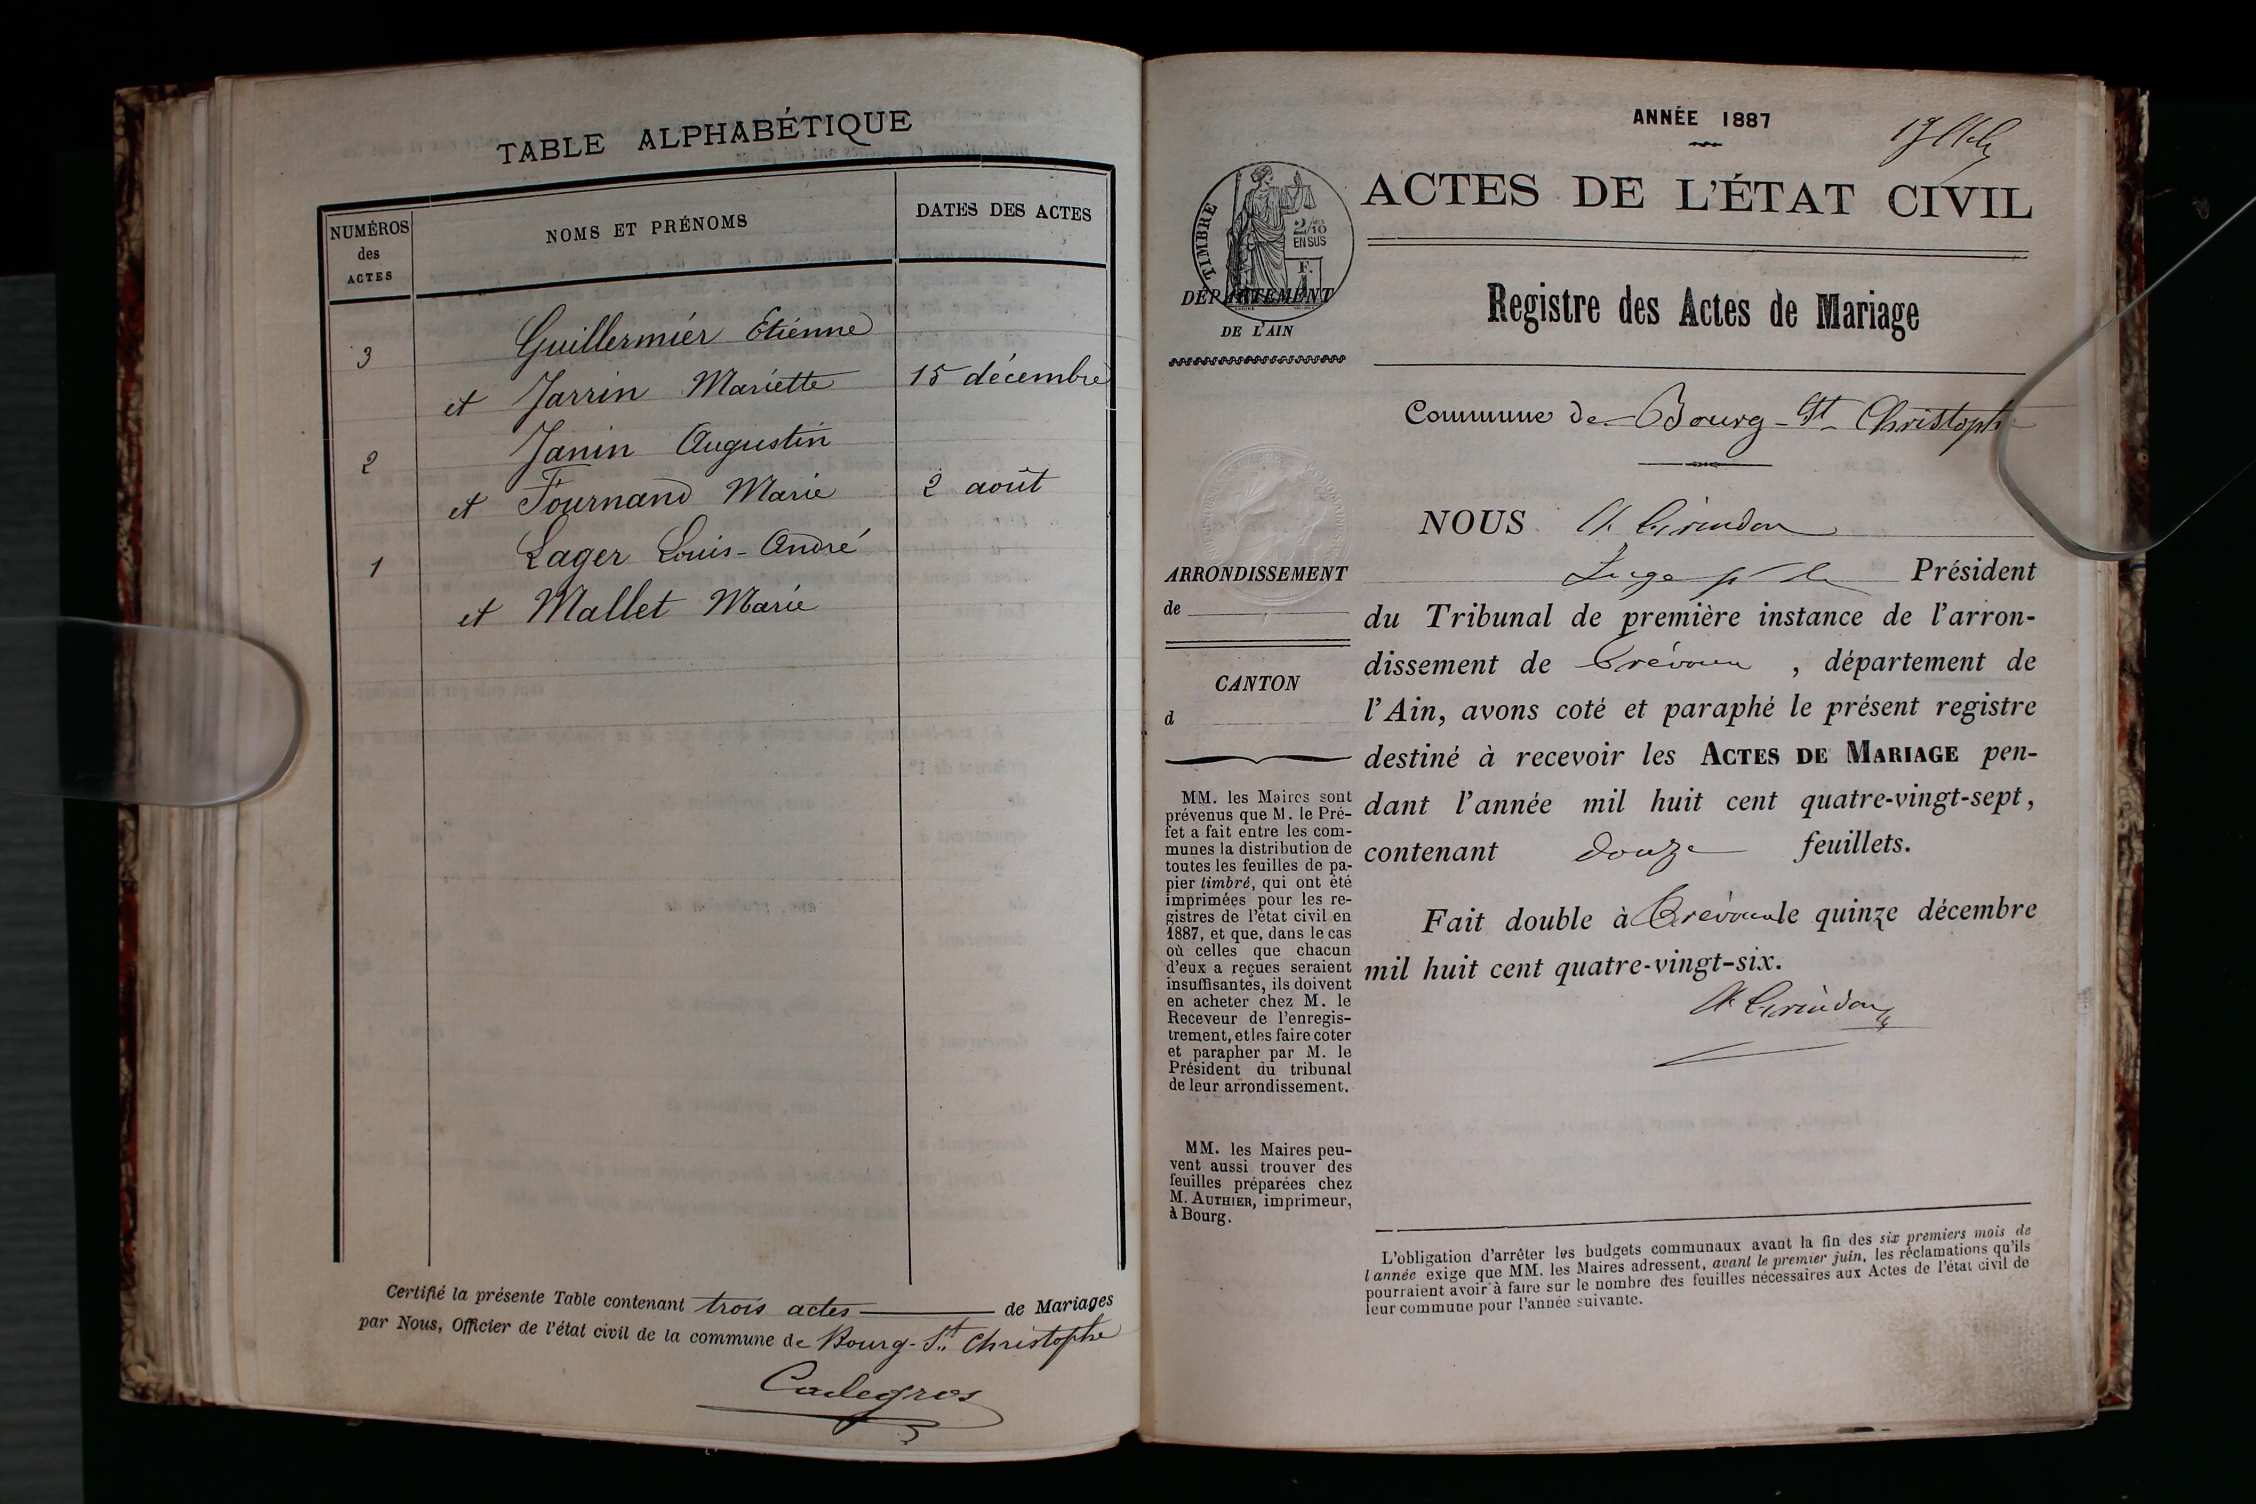 TABLE ALPHABÉTIQUE
NUMÉROS
des
ACTES
NOMS ET PRÉNOMS
DATES DES ACTES
3
Guillermier Etiénne
et Jarrin Mariette
15 décembre
2
Janin Augustin
et Fournand Marie
2 août
1
Lager Louis-André
et Mallet Marie
Certifié la présente Table contenant trois actes de Mariages
par Nous, Officier de l'état civil de la commune de Bourg-St Christophe
Cadegros
ANNÉE 1887
ACTES DE L'ÉTAT CIVIL
TIMBRE
2/10
EN SUS
F.
DÉPARTEMENT
DE L'AIN
Registre des Actes de Mariage
Commune de Bourg-St-Christophe
NOUS Grindon
Juge Président
ARRONDISSEMENT
de
du Tribunal de première instance de l'arron-
dissement de Trévoux, département de
CANTON
d
l'Ain, avons coté et paraphé le présent registre
destiné à recevoir les ACTES DE MARIAGE pen-
dant l'année mil huit cent quatre-vingt-sept,
contenant douze feuillets.
Fait double à Trévoux le quinze décembre
mil huit cent quatre-vingt-six.
Grindon
MM. les Maires sont
prévenus que M. le Pré-
fet a fait entre les com-
munes la distribution de
toutes les feuilles de pa-
pier timbré, qui ont été
imprimées pour les re-
gistres de l'état civil en
1887, et que, dans le cas
où celles que chacun
d'eux a reçues seraient
insuffisantes, ils doivent
en acheter chez M. le
Receveur de l'enregis-
trement, et les faire coter
et parapher par M. le
Président du tribunal
de leur arrondissement.
MM. les Maires peu-
vent aussi trouver des
feuilles préparées chez
M. AUTHIER, imprimeur,
à Bourg.
L'obligation d'arrêter les budgets communaux avant la fin des six premiers mois de
l'année exige que MM. les Maires adressent, avant le premier juin, les réclamations qu'ils
pourraient avoir à faire sur le nombre des feuilles nécessaires aux Actes de l'état civil de
leur commune pour l'année suivante.